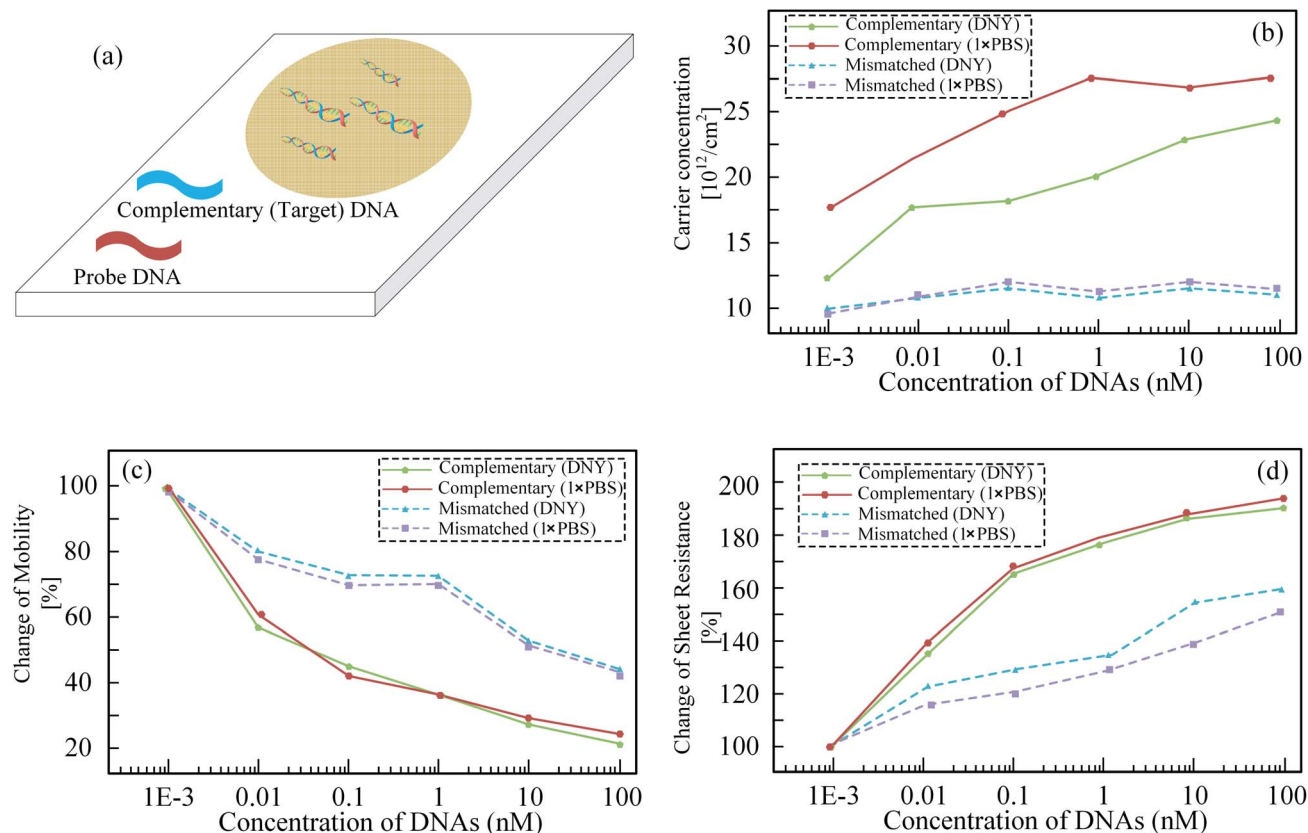 (a)
Complementary (Target) DNA
Probe DNA
(b)
Complementary (DNY)
Complementary (1×PBS)
Mismatched (DNY)
Mismatched (1×PBS)
Carrier concentration
[10¹²/cm²]
30
25
20
15
10
1E-3 0.01 0.1 1 10 100
Concentration of DNAs (nM)
(c)
Complementary (DNY)
Complementary (1×PBS)
Mismatched (DNY)
Mismatched (1×PBS)
Change of Mobility
[%]
100
80
60
40
20
1E-3 0.01 0.1 1 10 100
Concentration of DNAs (nM)
(d)
Complementary (DNY)
Complementary (1×PBS)
Mismatched (DNY)
Mismatched (1×PBS)
Change of Sheet Resistance
[%]
200
180
160
140
120
100
1E-3 0.01 0.1 1 10 100
Concentration of DNAs (nM)